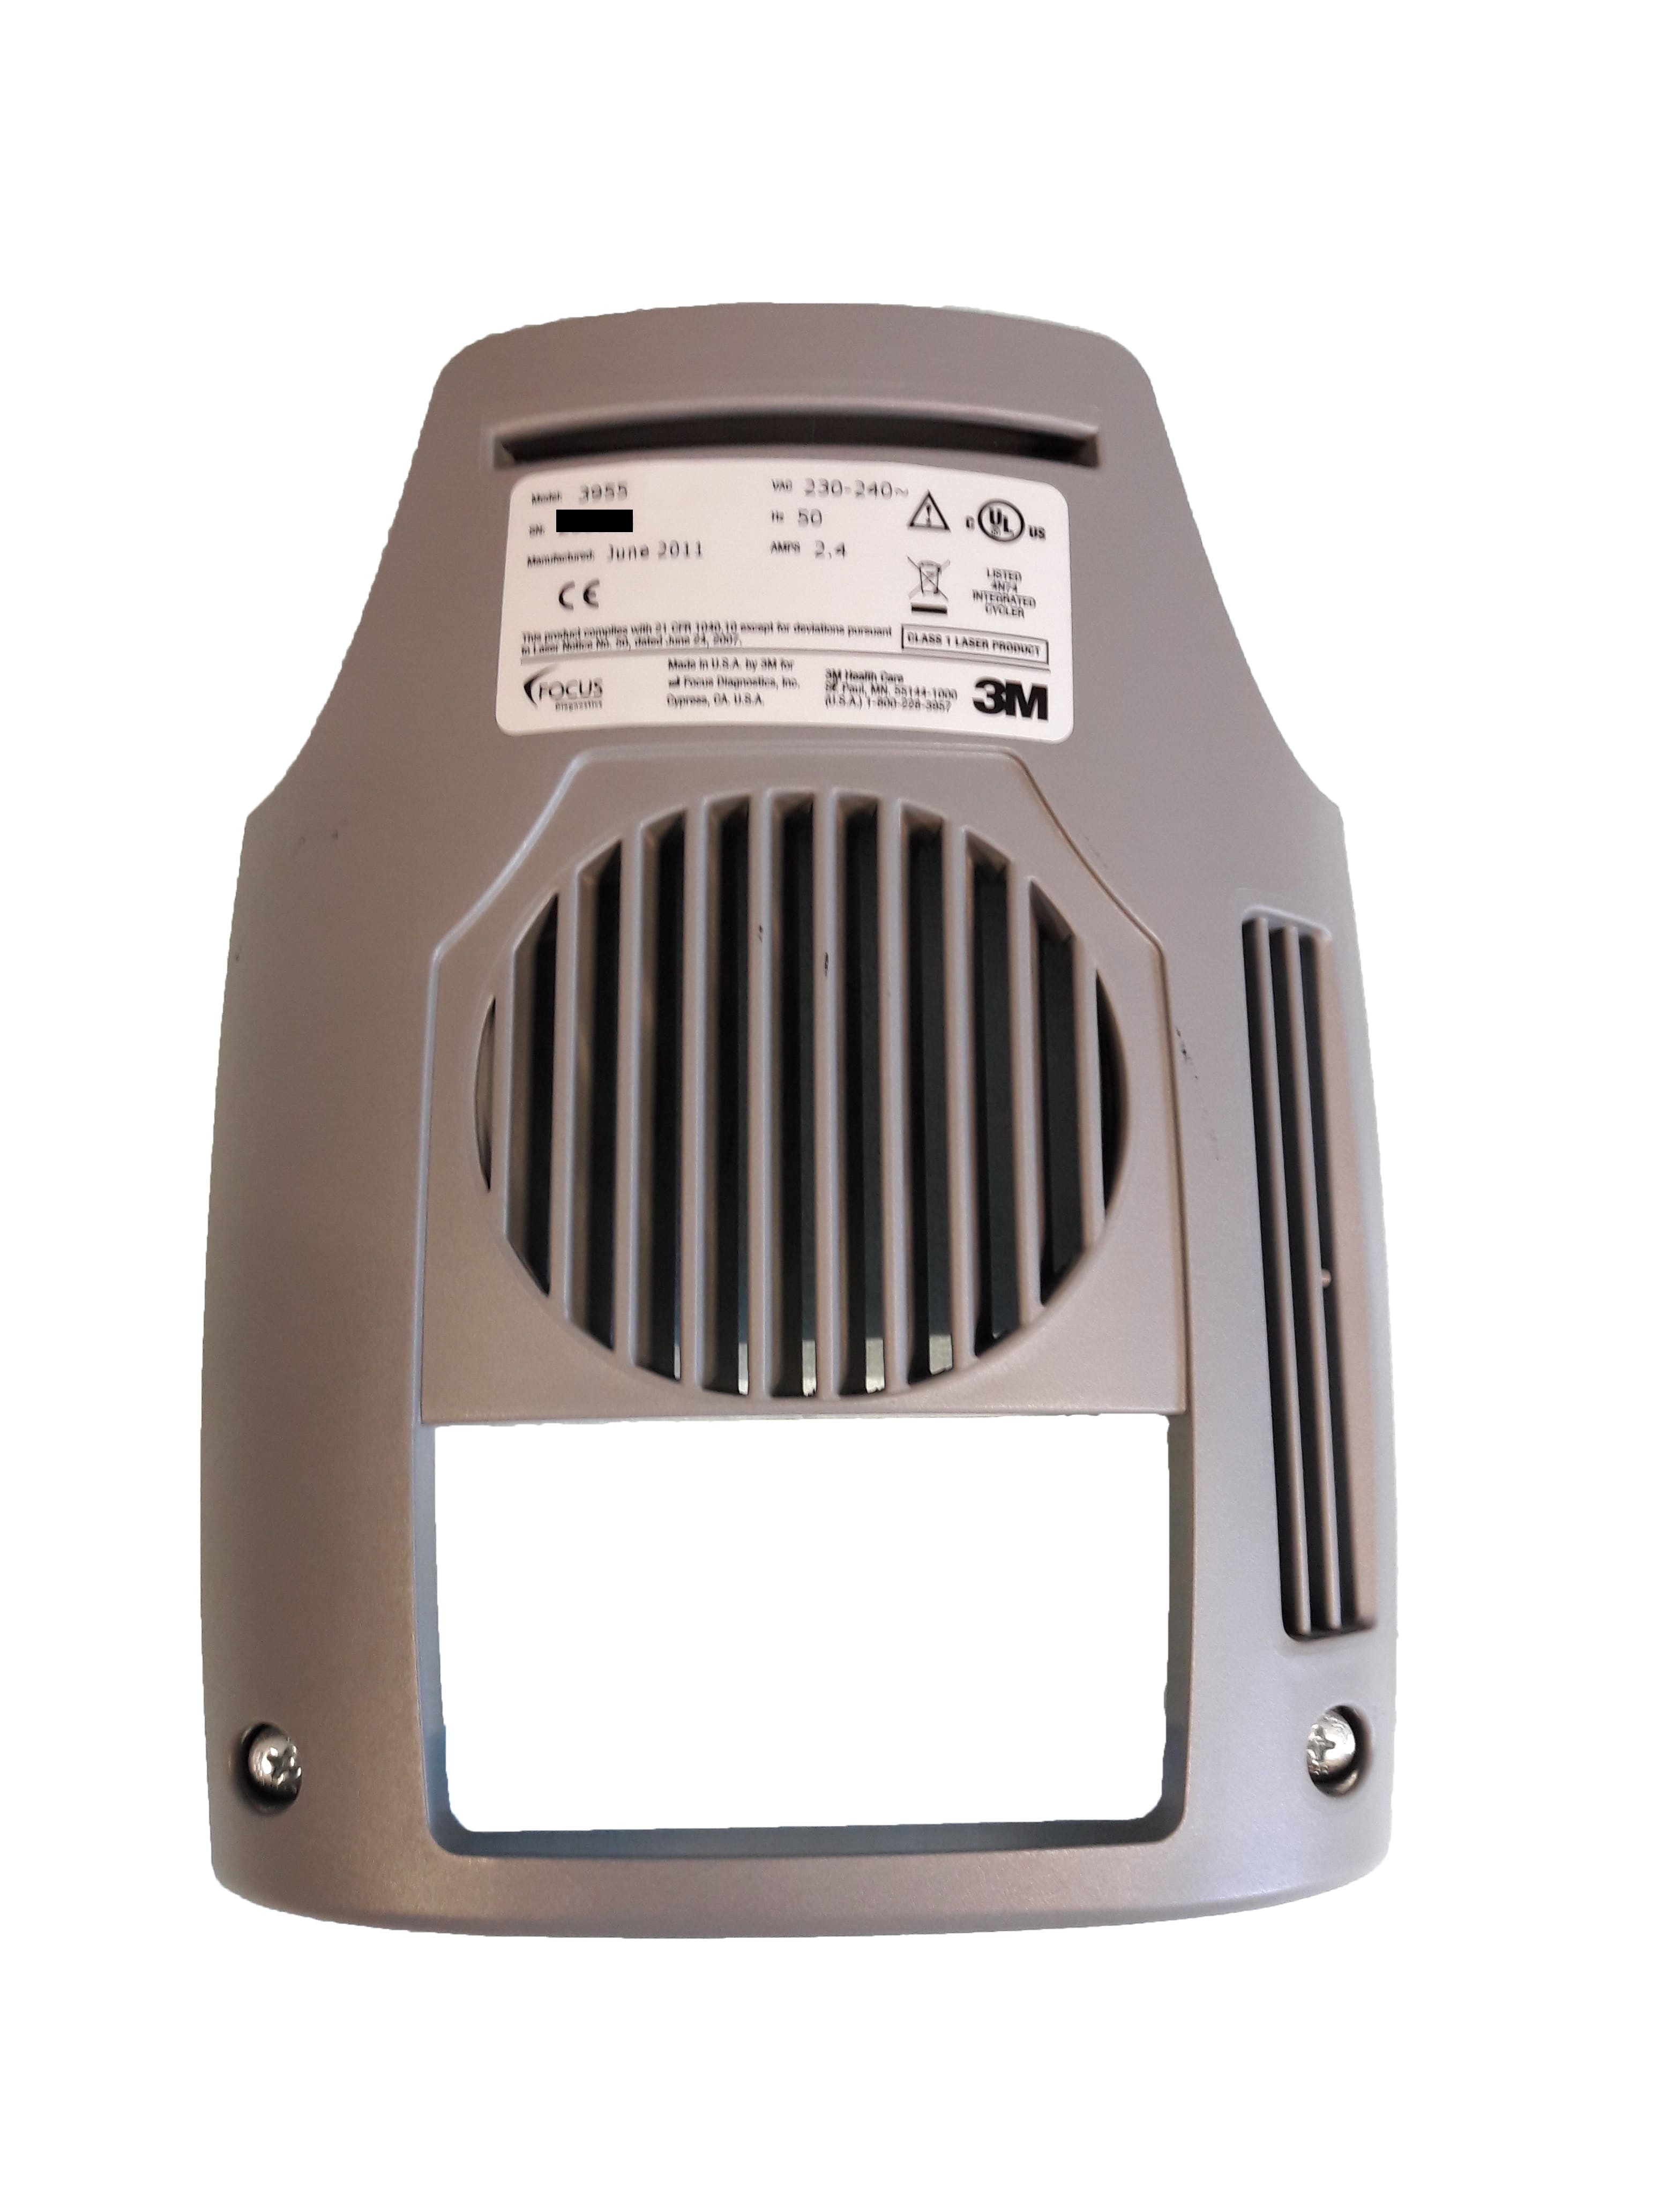 Model: 3955
SN:
Manufactured: June 2011
VAC 230-240~
Hz 50
AMPS 2.4
CE
C UL US
LISTED
4N74
INTEGRATED
CYCLER
This product complies with 21 CFR 1040.10 except for deviations pursuant
to Laser Notice No. 50, dated June 24, 2007.
CLASS 1 LASER PRODUCT
FOCUS
Diagnostics
Made in U.S.A. by 3M for
Focus Diagnostics, Inc.
Cypress, CA, U.S.A.
3M Health Care
St. Paul, MN, 55144-1000
(U.S.A.) 1-800-228-3957
3M